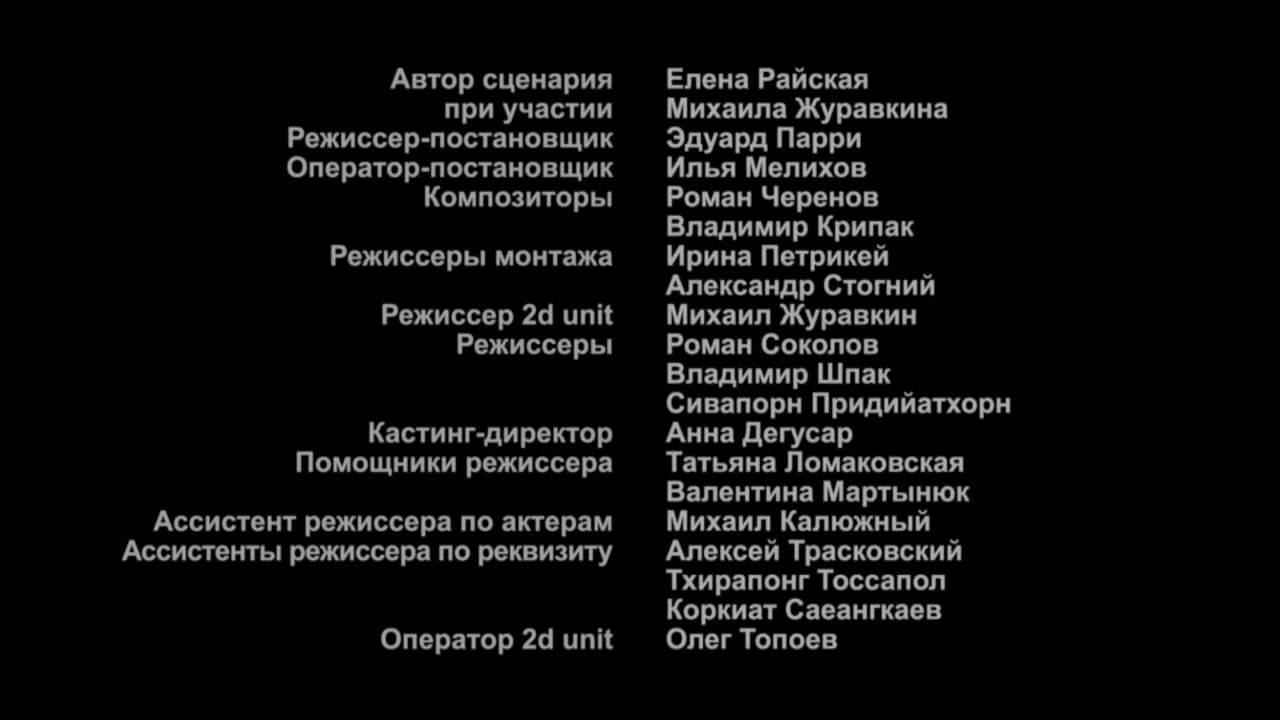 Автор сценария Елена Райская
при участии Михаила Журавкина
Режиссер-постановщик Эдуард Парри
Оператор-постановщик Илья Мелихов
Композиторы Роман Черенов
Владимир Крипак
Режиссеры монтажа Ирина Петрикей
Александр Стогний
Режиссер 2d unit Михаил Журавкин
Режиссеры Роман Соколов
Владимир Шпак
Сивапорн Придийатхорн
Кастинг-директор Анна Дегусар
Помощники режиссера Татьяна Ломаковская
Валентина Мартынюк
Ассистент режиссера по актерам Михаил Калюжный
Ассистенты режиссера по реквизиту Алексей Трасковский
Тхирапонг Тоссапол
Коркиат Саеангкаев
Оператор 2d unit Олег Топоев